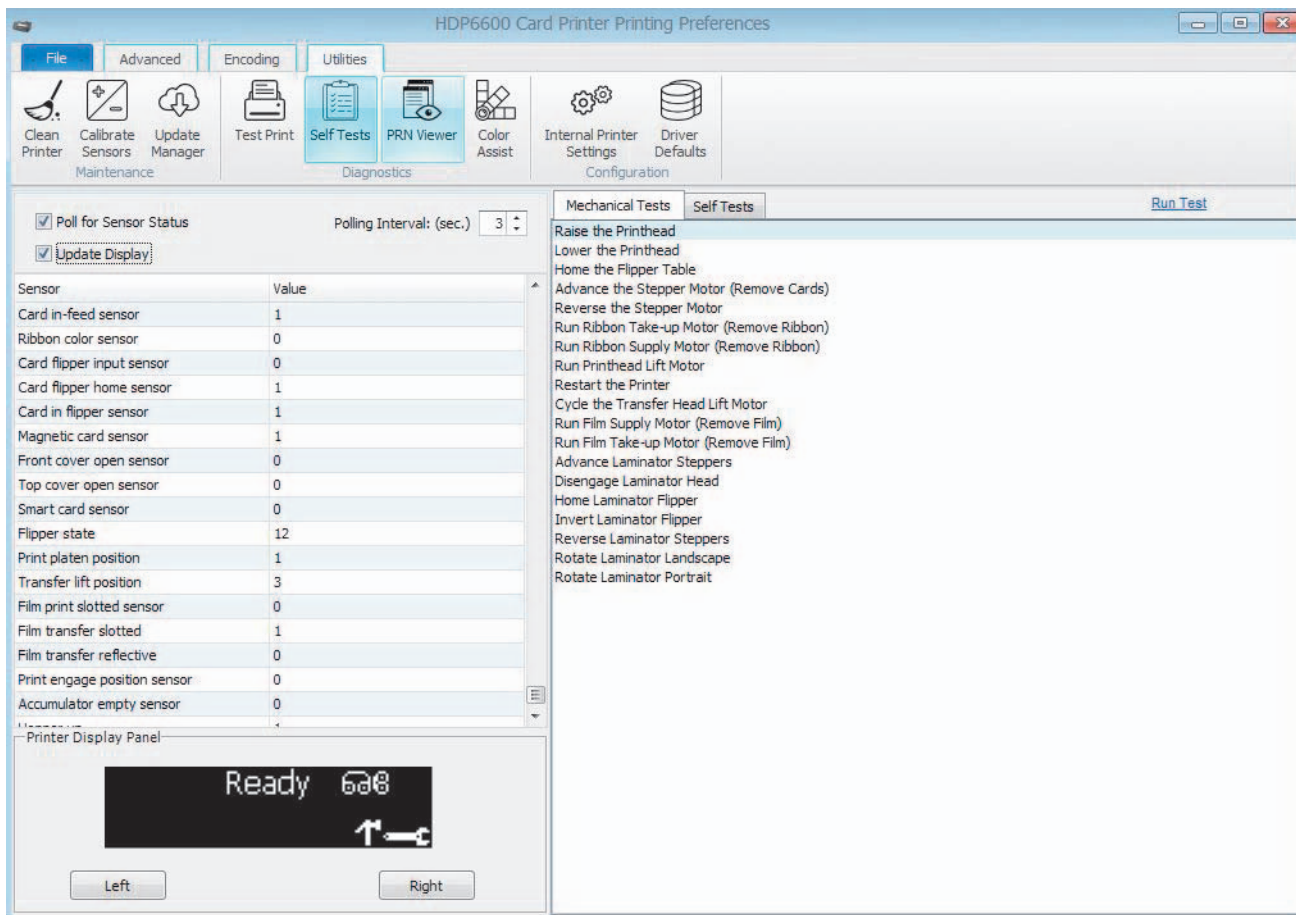 HDP6600 Card Printer Printing Preferences
File Advanced Encoding Utilities
Clean Printer
Calibrate Sensors
Update Manager
Maintenance
Test Print
Self Tests
PRN Viewer
Color Assist
Diagnostics
Internal Printer Settings
Driver Defaults
Configuration
Poll for Sensor Status
Polling Interval: (sec.) 3
Update Display
Sensor Value
Card in-feed sensor 1
Ribbon color sensor 0
Card flipper input sensor 0
Card flipper home sensor 1
Card in flipper sensor 1
Magnetic card sensor 1
Front cover open sensor 0
Top cover open sensor 0
Smart card sensor 0
Flipper state 12
Print platen position 1
Transfer lift position 3
Film print slotted sensor 0
Film transfer slotted 1
Film transfer reflective 0
Print engage position sensor 0
Accumulator empty sensor 0
Printer Display Panel
Ready
Left
Right
Mechanical Tests Self Tests Run Test
Raise the Printhead
Lower the Printhead
Home the Flipper Table
Advance the Stepper Motor (Remove Cards)
Reverse the Stepper Motor
Run Ribbon Take-up Motor (Remove Ribbon)
Run Ribbon Supply Motor (Remove Ribbon)
Run Printhead Lift Motor
Restart the Printer
Cycle the Transfer Head Lift Motor
Run Film Supply Motor (Remove Film)
Run Film Take-up Motor (Remove Film)
Advance Laminator Steppers
Disengage Laminator Head
Home Laminator Flipper
Invert Laminator Flipper
Reverse Laminator Steppers
Rotate Laminator Landscape
Rotate Laminator Portrait